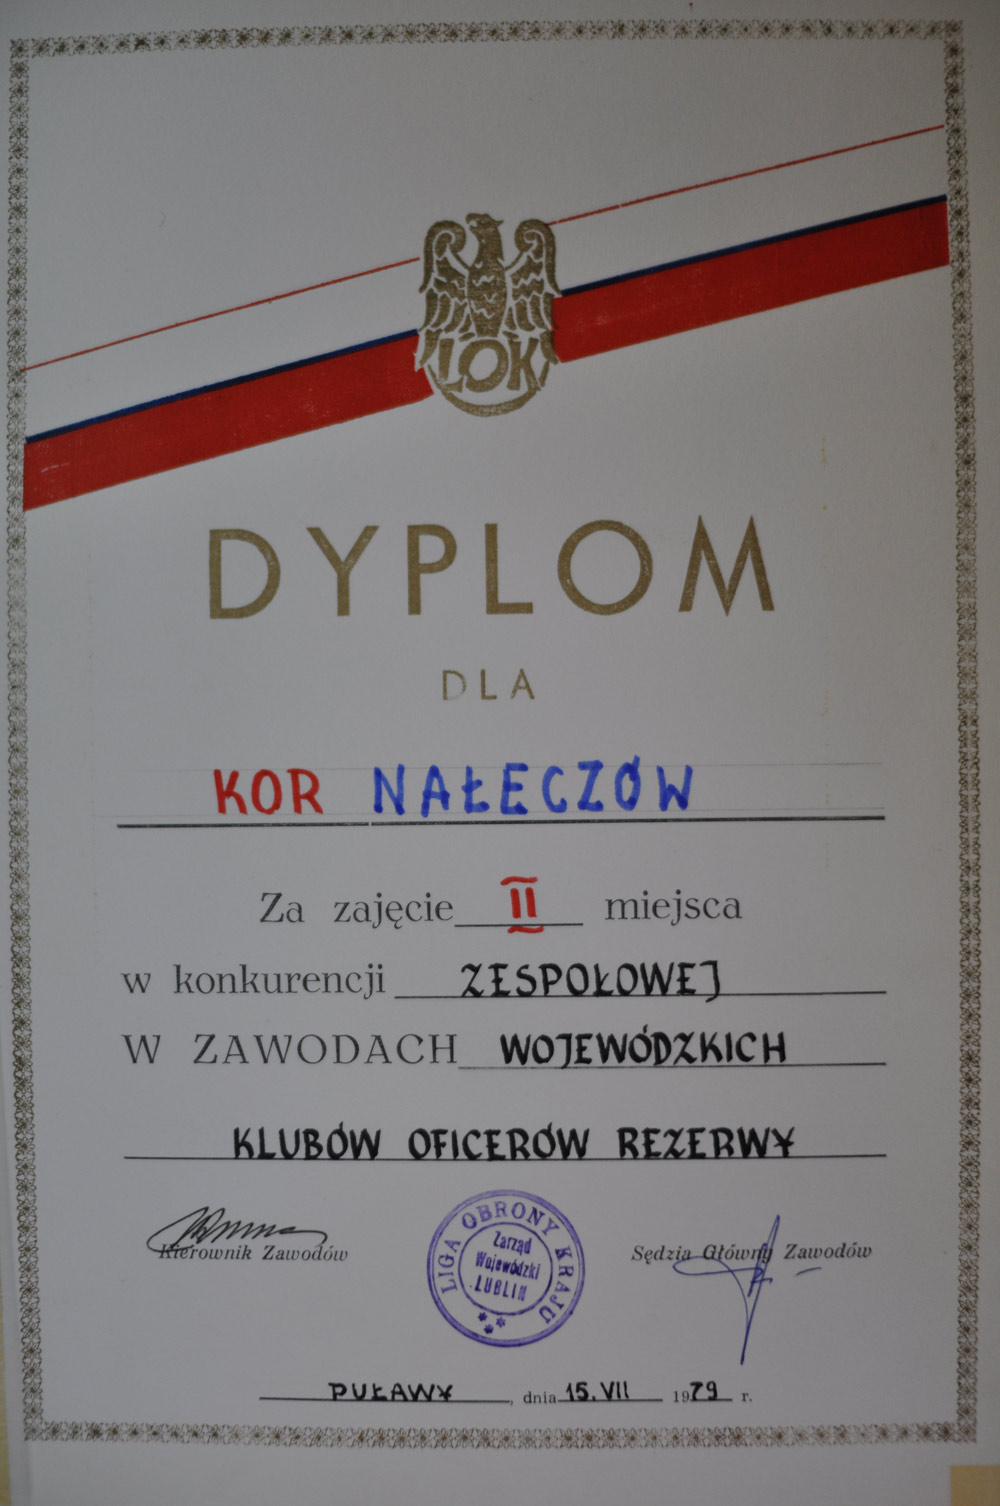 LOK
DYPLOM
DLA
KOR NAŁECZÓW
Za zajęcie II miejsca
w konkurencji ZESPOŁOWEJ
W ZAWODACH WOJEWÓDZKICH
KLUBÓW OFICERÓW REZERWY
Kierownik Zawodów
LIGA OBRONY KRAJU
Zarząd
Wojewódzki
LUBLIN
Sędzia Główny Zawodów
PUŁAWY, dnia 15. VII 1979 r.